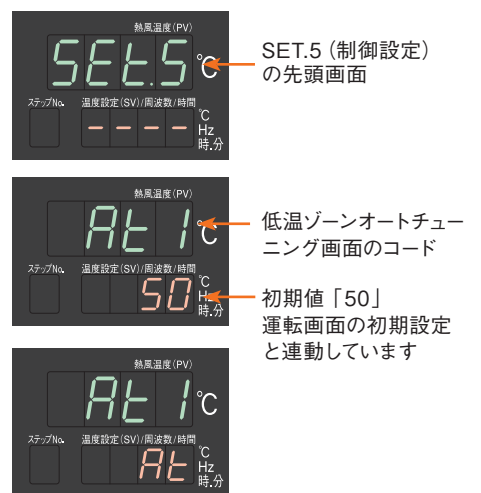 熱風温度(PV)
SEt.5
℃
SET.5(制御設定)
の先頭画面
ステップNo.
温度設定(SV)/周波数/時間
----
℃
Hz
時.分
熱風温度(PV)
At1
℃
低温ゾーンオートチュー
ニング画面のコード
ステップNo.
温度設定(SV)/周波数/時間
50
℃
Hz
時.分
初期値「50」
運転画面の初期設定
と連動しています
熱風温度(PV)
At1
℃
ステップNo.
温度設定(SV)/周波数/時間
At
℃
Hz
時.分